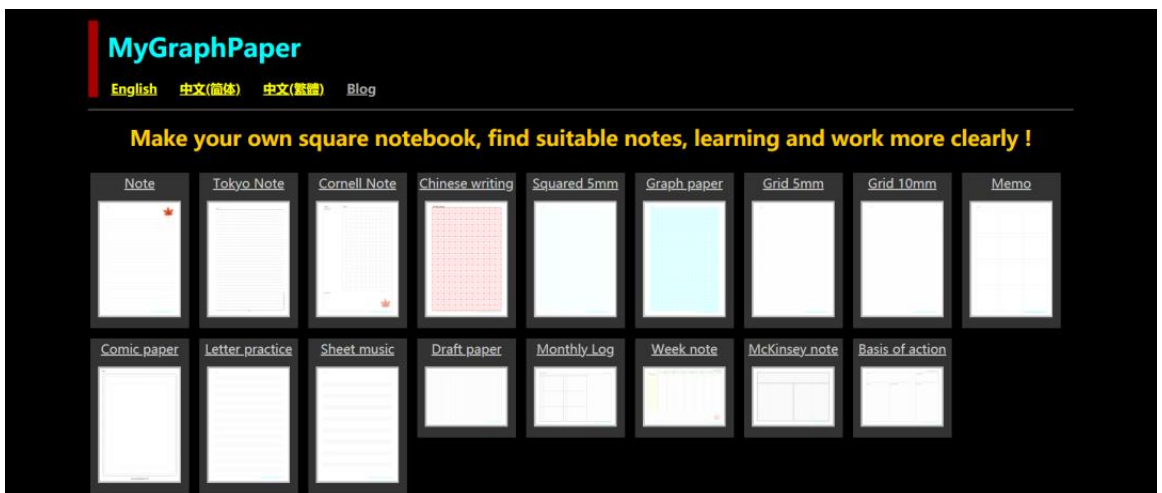 MyGraphPaper
English 中文(简体) 中文(繁體) Blog
Make your own square notebook, find suitable notes, learning and work more clearly !
Note Tokyo Note Cornell Note Chinese writing Squared 5mm Graph paper Grid 5mm Grid 10mm Memo
Comic paper Letter practice Sheet music Draft paper Monthly Log Week note McKinsey note Basis of action